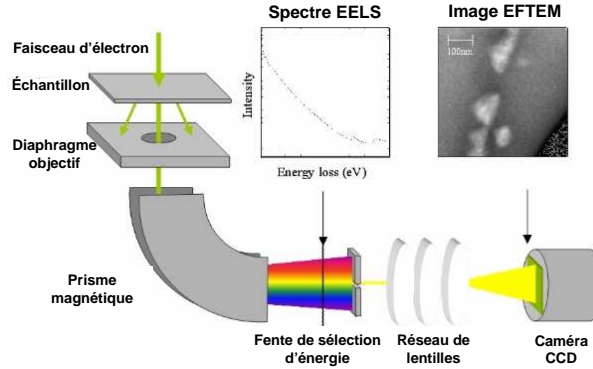 Spectre EELS
Image EFTEM
Faisceau d'électron
Échantillon
Diaphragme
objectif
Intensity
Energy loss (eV)
100nm
Prisme
magnétique
Fente de sélection
d'énergie
Réseau de
lentilles
Caméra
CCD